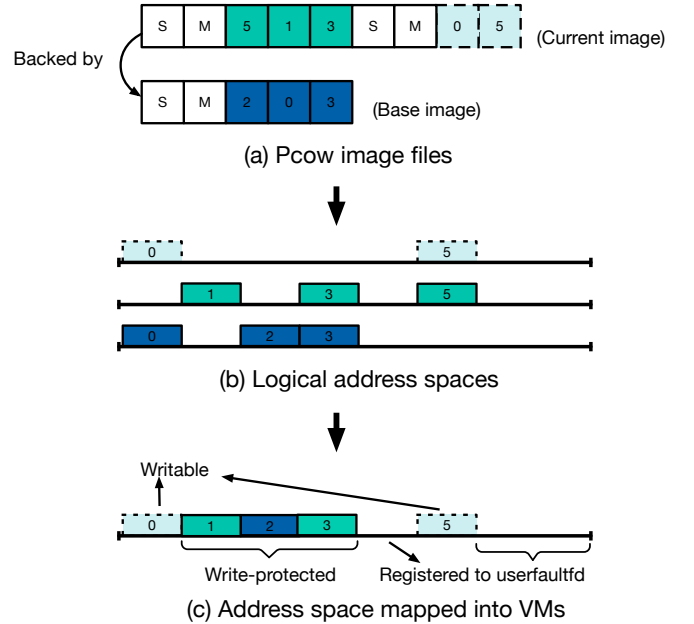 S M 5 1 3 S M 0 5
(Current image)
Backed by
S M 2 0 3
(Base image)
(a) Pcow image files
0 5
1 3 5
0 2 3
(b) Logical address spaces
Writable
0 1 2 3 5
Write-protected
Registered to userfaultfd
(c) Address space mapped into VMs